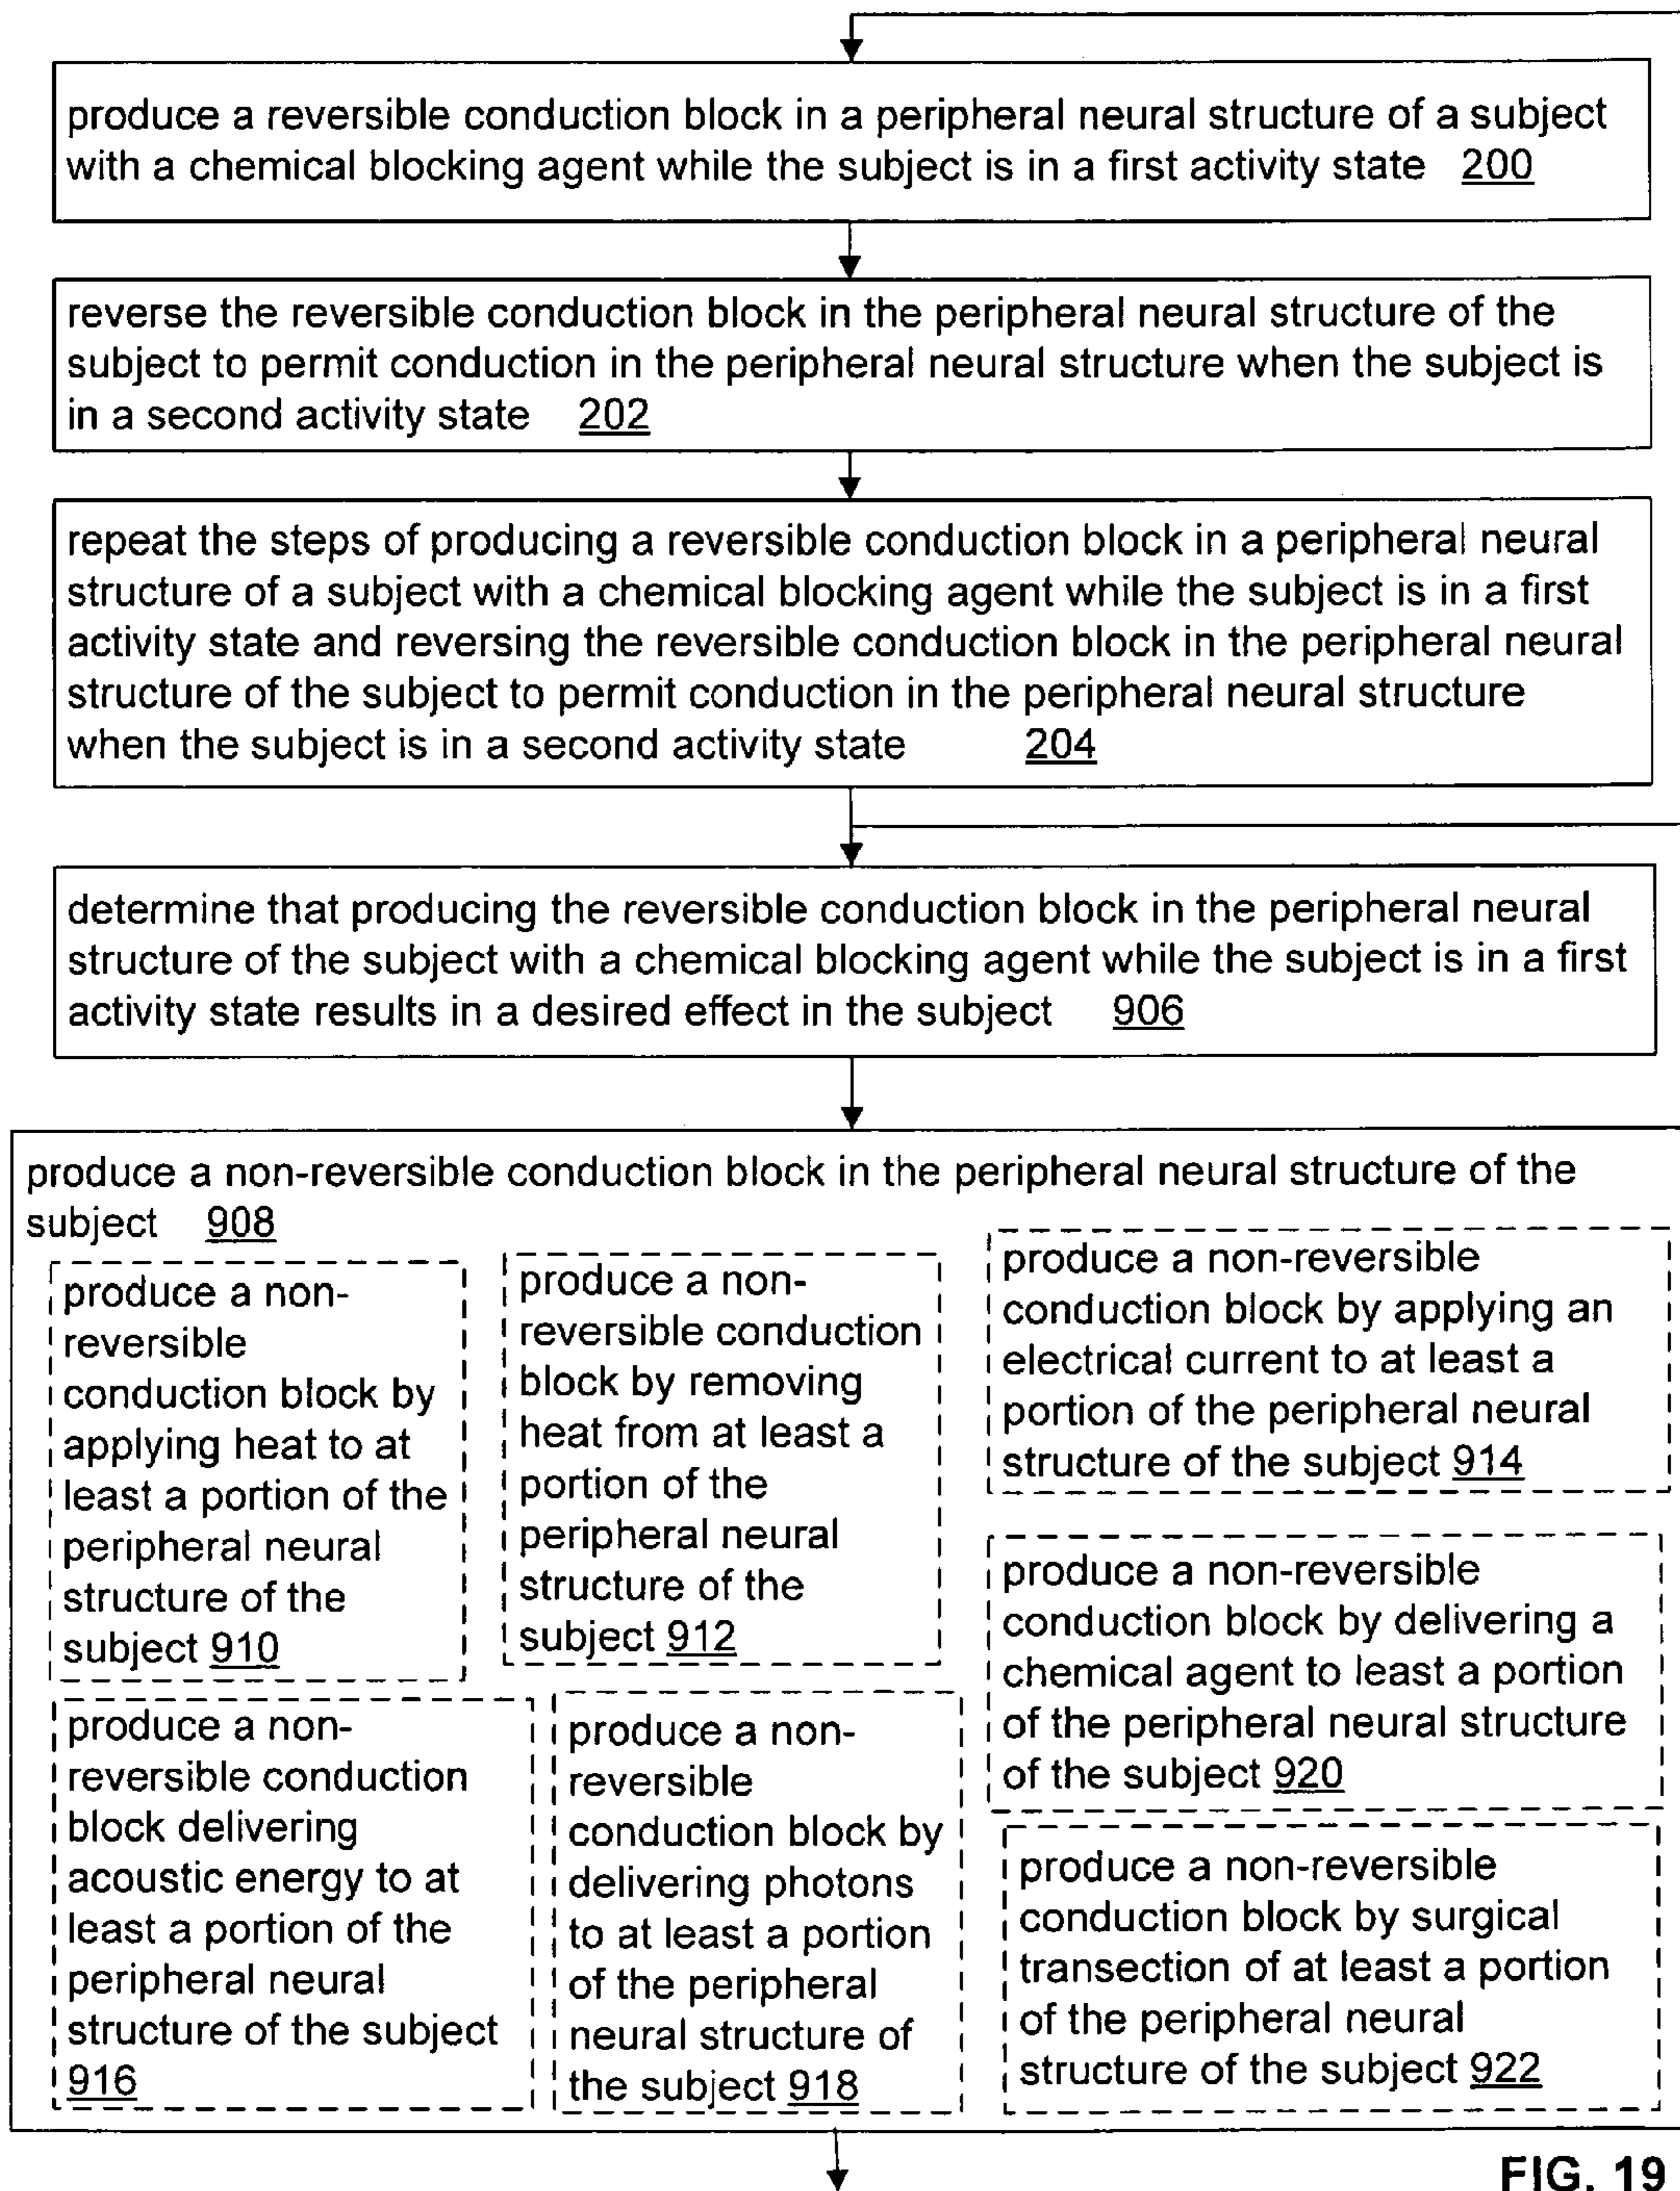 produce a reversible conduction block in a peripheral neural structure of a subject
with a chemical blocking agent while the subject is in a first activity state 200
reverse the reversible conduction block in the peripheral neural structure of the
subject to permit conduction in the peripheral neural structure when the subject is
in a second activity state 202
repeat the steps of producing a reversible conduction block in a peripheral neural
structure of a subject with a chemical blocking agent while the subject is in a first
activity state and reversing the reversible conduction block in the peripheral neural
structure of the subject to permit conduction in the peripheral neural structure
when the subject is in a second activity state 204
determine that producing the reversible conduction block in the peripheral neural
structure of the subject with a chemical blocking agent while the subject is in a first
activity state results in a desired effect in the subject 906
produce a non-reversible conduction block in the peripheral neural structure of the
subject 908
produce a non-
reversible
conduction block by
applying heat to at
least a portion of the
peripheral neural
structure of the
subject 910
produce a non-
reversible conduction
block by removing
heat from at least a
portion of the
peripheral neural
structure of the
subject 912
produce a non-reversible
conduction block by applying an
electrical current to at least a
portion of the peripheral neural
structure of the subject 914
produce a non-
reversible conduction
block delivering
acoustic energy to at
least a portion of the
peripheral neural
structure of the subject
916
produce a non-
reversible
conduction block by
delivering photons
to at least a portion
of the peripheral
neural structure of
the subject 918
produce a non-reversible
conduction block by delivering a
chemical agent to least a portion
of the peripheral neural structure
of the subject 920
produce a non-reversible
conduction block by surgical
transection of at least a portion
of the peripheral neural
structure of the subject 922
FIG. 19